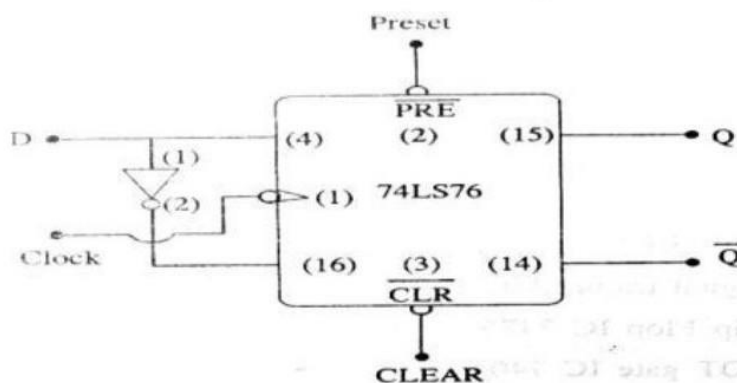 Preset
PRE
D (4) (2) (15) Q
(1)
(1) 74LS76
(2)
Clock
(16) (3) (14) Q
CLR
CLEAR